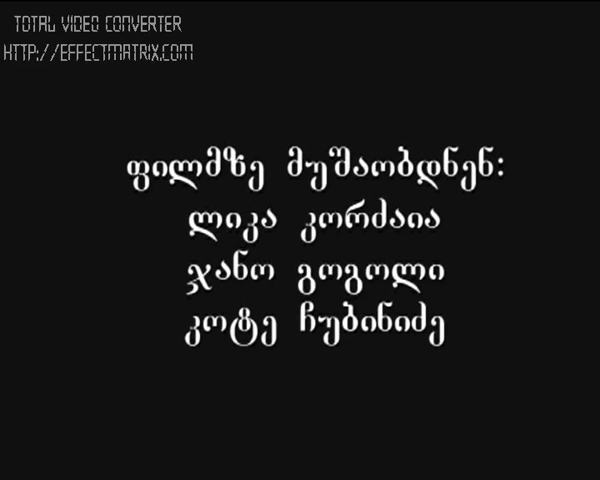 TOTAL VIDEO CONVERTER
HTTP://EFFECTMATRIX.COM
ფილმზე მუშაობდნენ:
ლიკა კორძაია
ჯანო გოგოლი
კოტე ჩუბინიძე